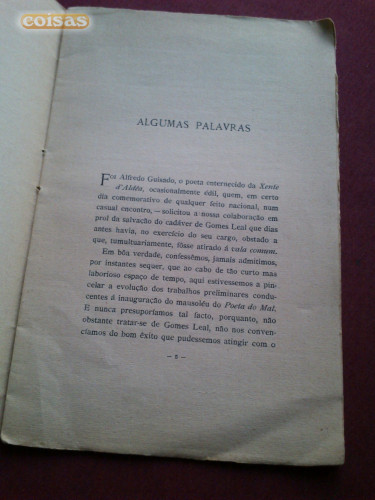 coisas
ALGUMAS PALAVRAS
FOI Alfredo Guisado, o poeta enternecido da Xente
d'Aldêa, ocasionalmente édil, quem, em certo
dia comemorativo de qualquer feito nacional, num
casual encontro, — solicitou a nossa colaboração em
prol da salvação do cadáver de Gomes Leal que dias
antes havia, no exercício do seu cargo, obstado a
que, tumultuariamente, fôsse atirado à vala comum.
Em bôa verdade, confessêmos, jamais admitimos,
por instantes sequer, que ao cabo de tão curto mas
laborioso espaço de tempo, aqui estivessemos a pin-
celar a evolução dos trabalhos preliminares condu-
centes á inauguração do mausoléu do Poeta do Mal.
E nunca presuporíamos tal facto, porquanto, não
obstante tratar-se de Gomes Leal, não nos conven-
cíamos do bom êxito que pudessemos atingir com o
— 5 —